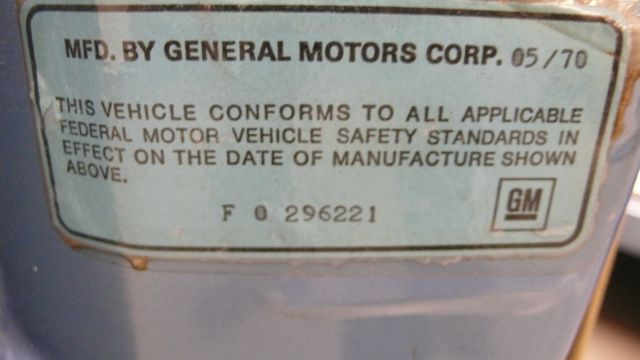 MFD. BY GENERAL MOTORS CORP. 05/70
THIS VEHICLE CONFORMS TO ALL APPLICABLE
FEDERAL MOTOR VEHICLE SAFETY STANDARDS IN
EFFECT ON THE DATE OF MANUFACTURE SHOWN
ABOVE.
F 0 296221
GM